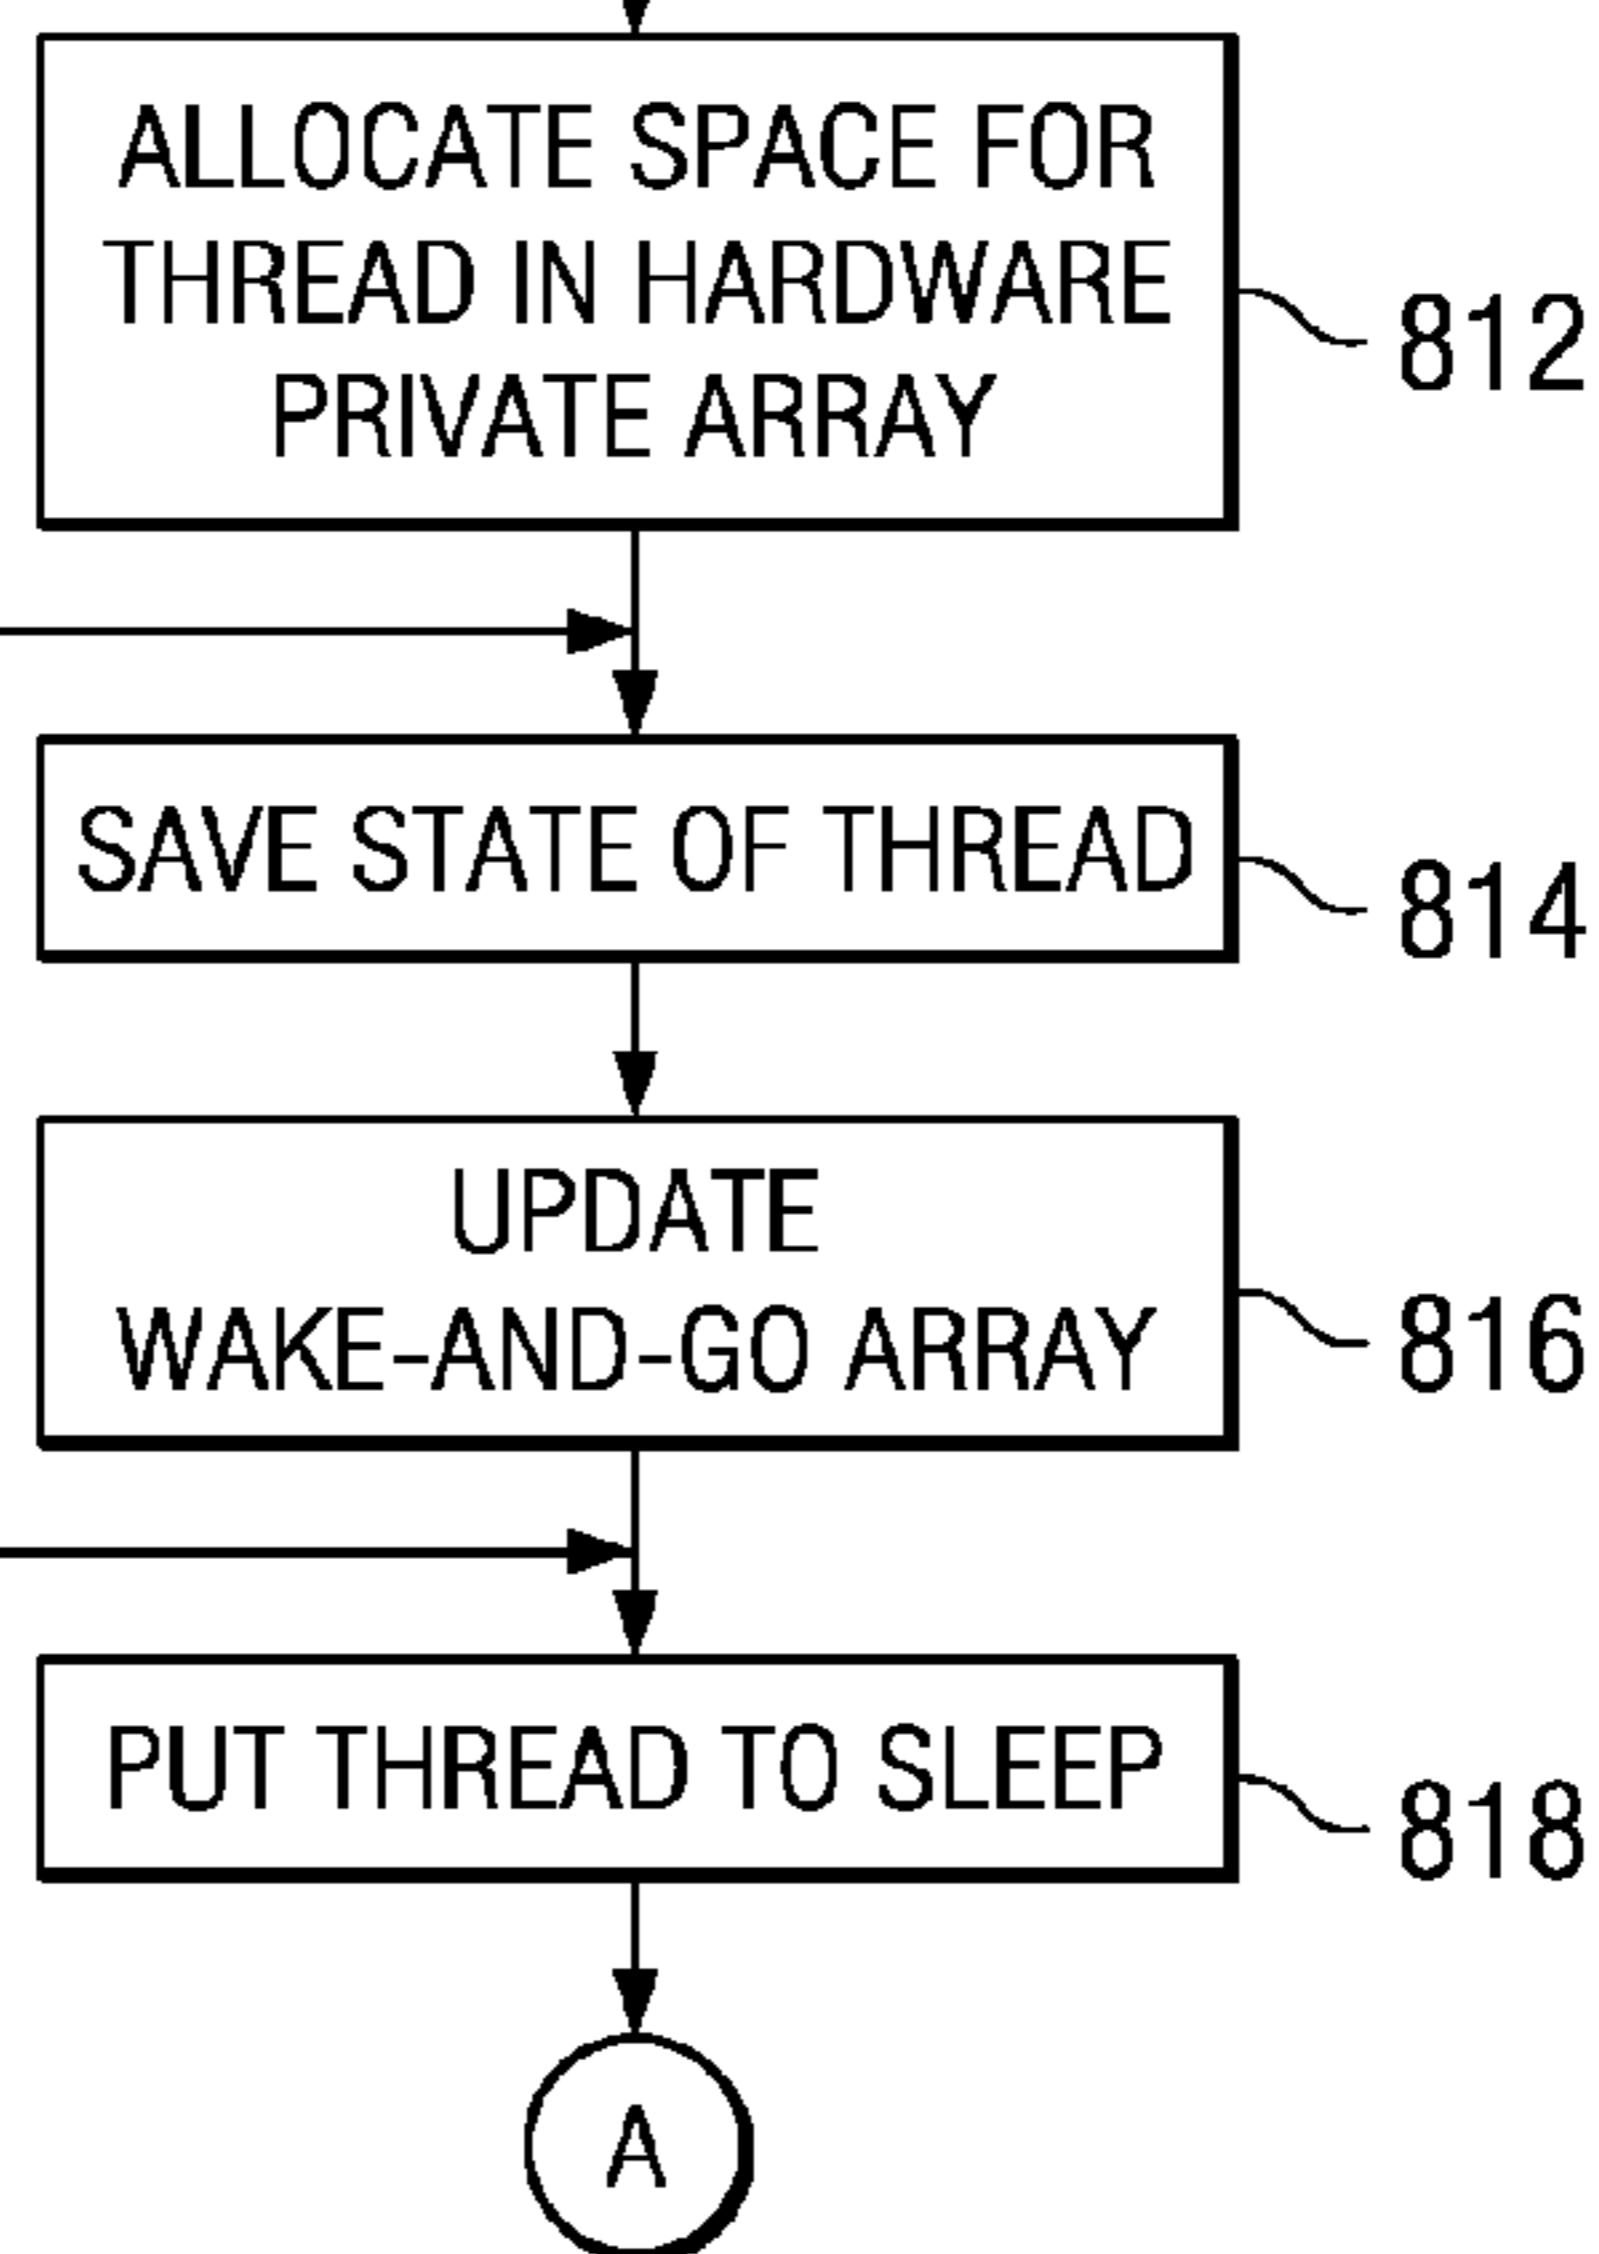 ALLOCATE SPACE FOR
THREAD IN HARDWARE
PRIVATE ARRAY
812
SAVE STATE OF THREAD
814
UPDATE
WAKE-AND-GO ARRAY
816
PUT THREAD TO SLEEP
818
A